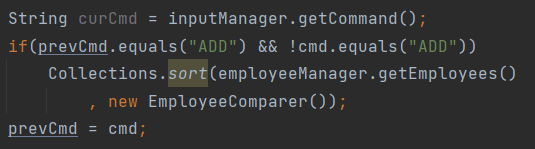 String curCmd = inputManager.getCommand();
if(prevCmd.equals("ADD") && !cmd.equals("ADD"))
Collections.sort(employeeManager.getEmployees()
, new EmployeeComparer());
prevCmd = cmd;